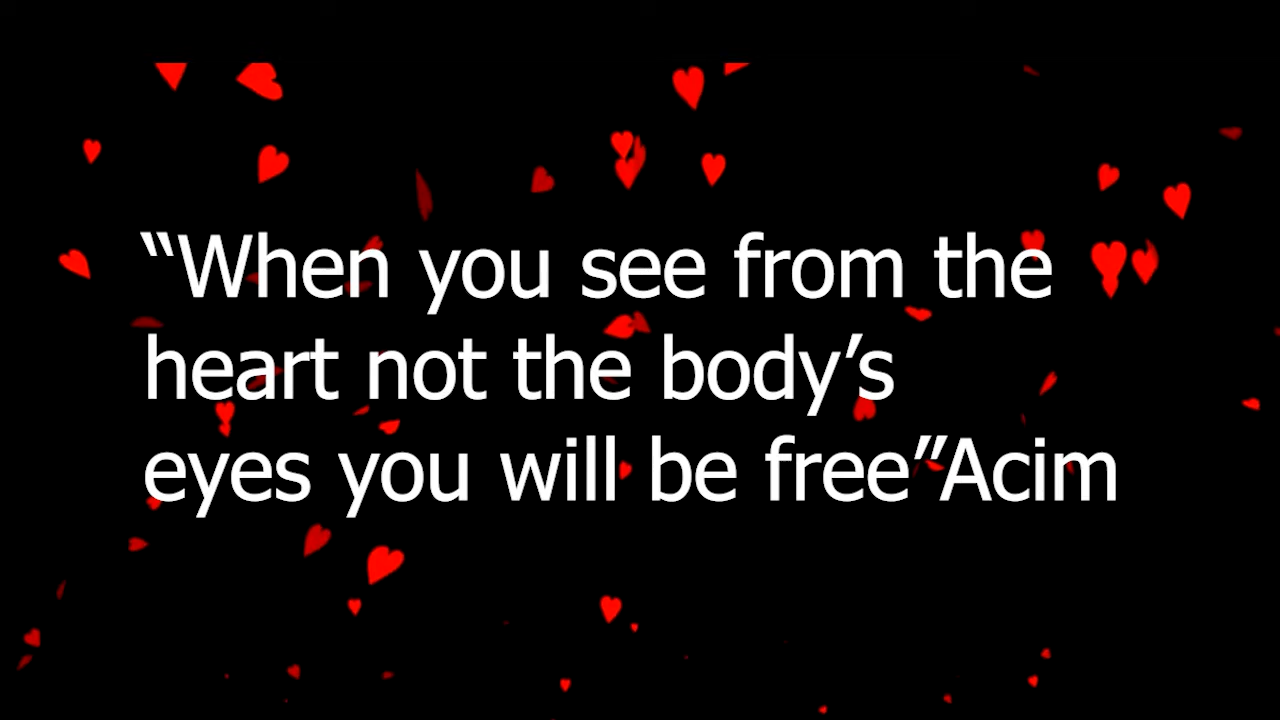 “When you see from the
heart not the body’s
eyes you will be free”Acim